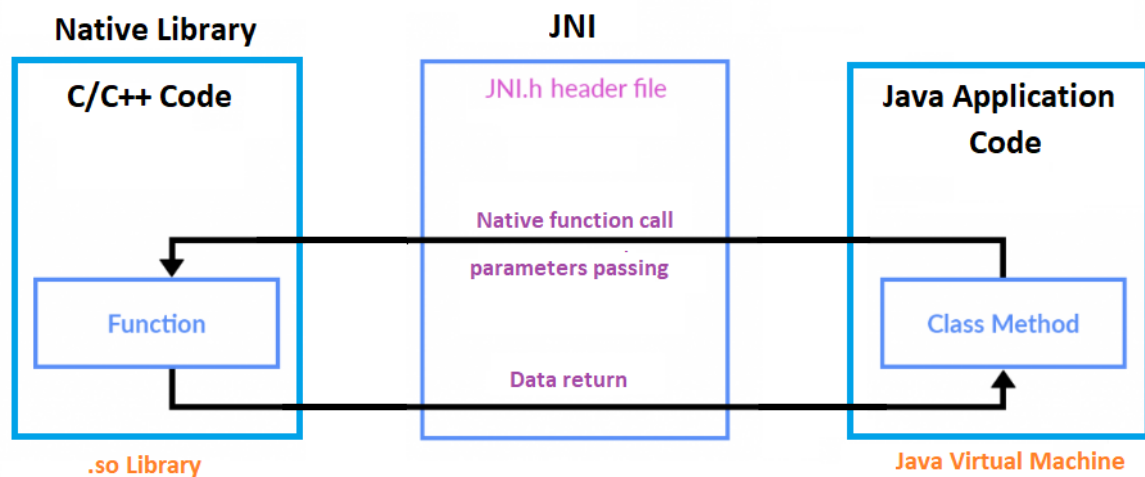 Native Library
JNI
C/C++ Code
JNI.h header file
Java Application
Code
Native function call
parameters passing
Function
Class Method
Data return
.so Library
Java Virtual Machine